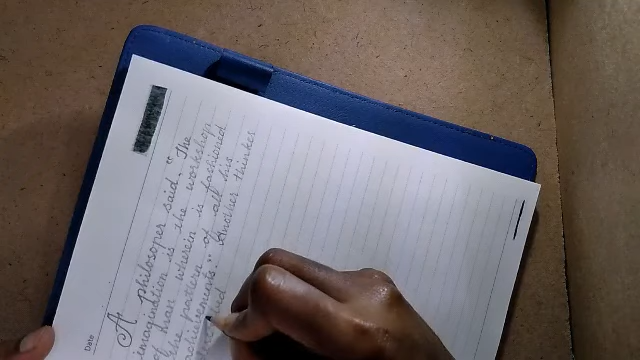 Date
A philosopher said, "The
imagination is the workshop
of man wherein is fashioned
the pattern of all his
achievements." Another thinker